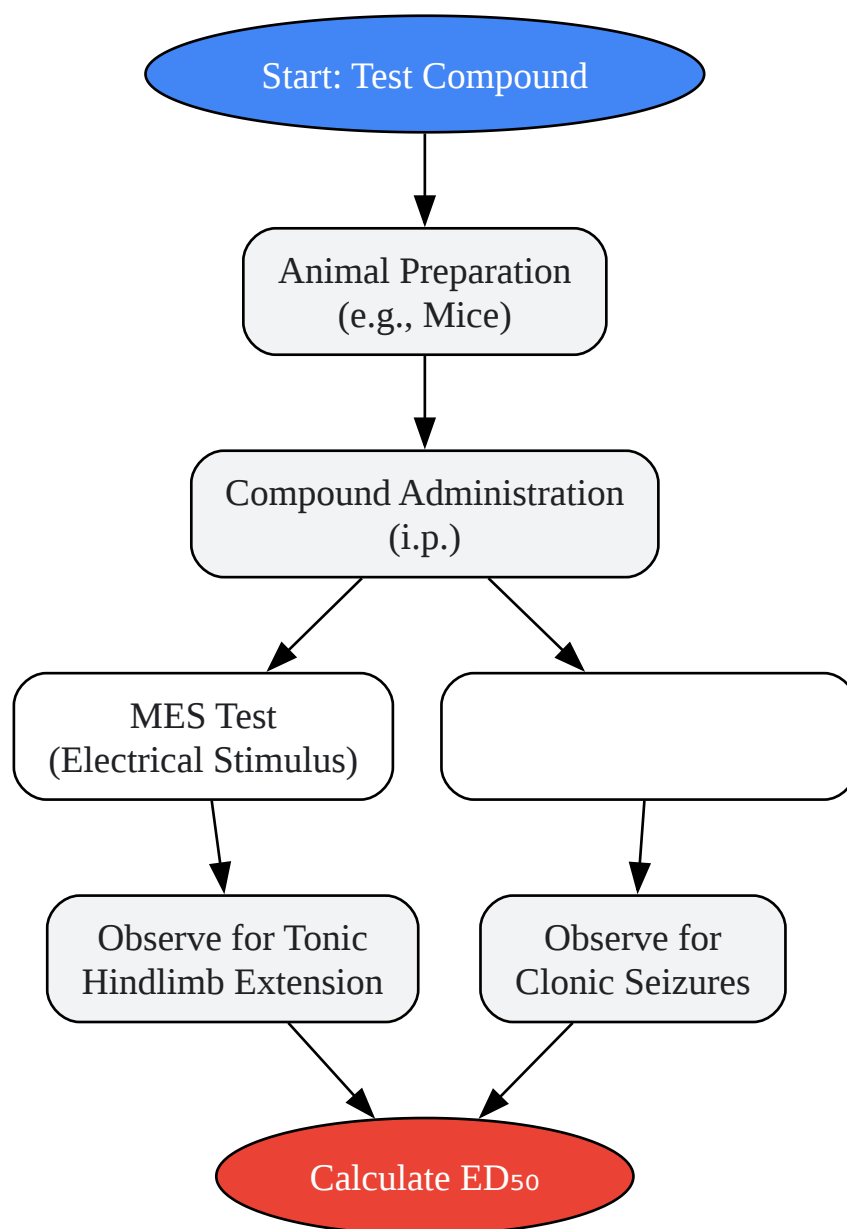 Start: Test Compound
Animal Preparation
(e.g., Mice)
Compound Administration
(i.p.)
MES Test
(Electrical Stimulus)
Observe for Tonic
Hindlimb Extension
Observe for
Clonic Seizures
Calculate ED₅₀